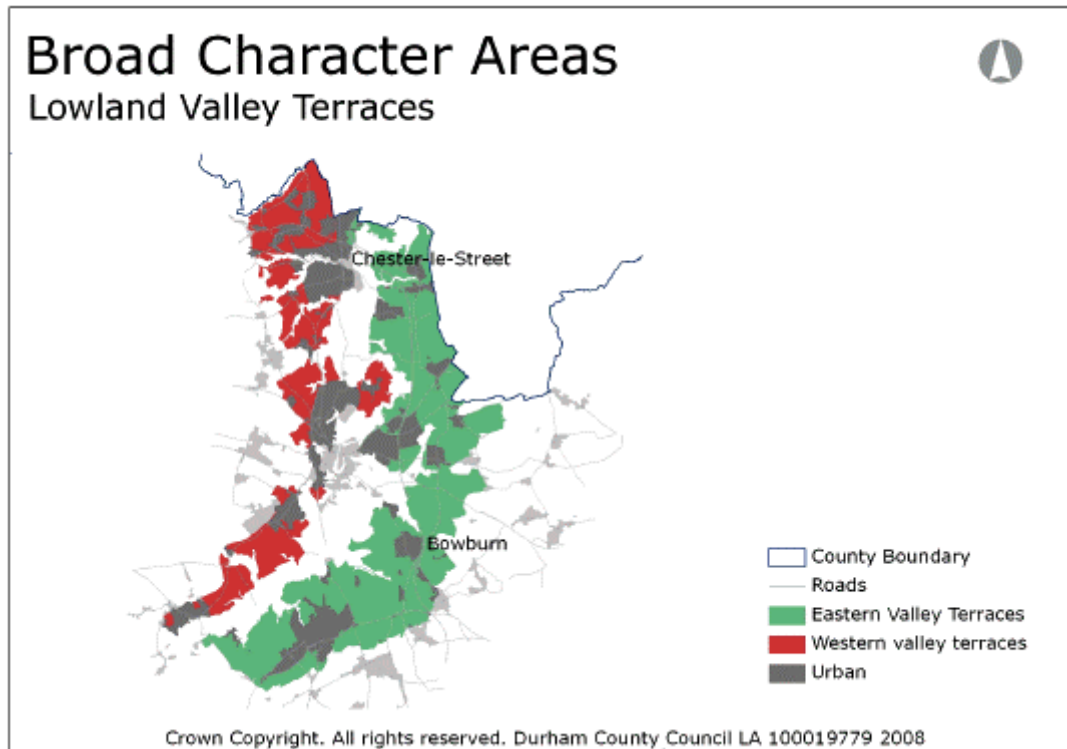 Broad Character Areas
Lowland Valley Terraces
Chester-le-Street
Bowburn
County Boundary
Roads
Eastern Valley Terraces
Western valley terraces
Urban
Crown Copyright. All rights reserved. Durham County Council LA 100019779 2008